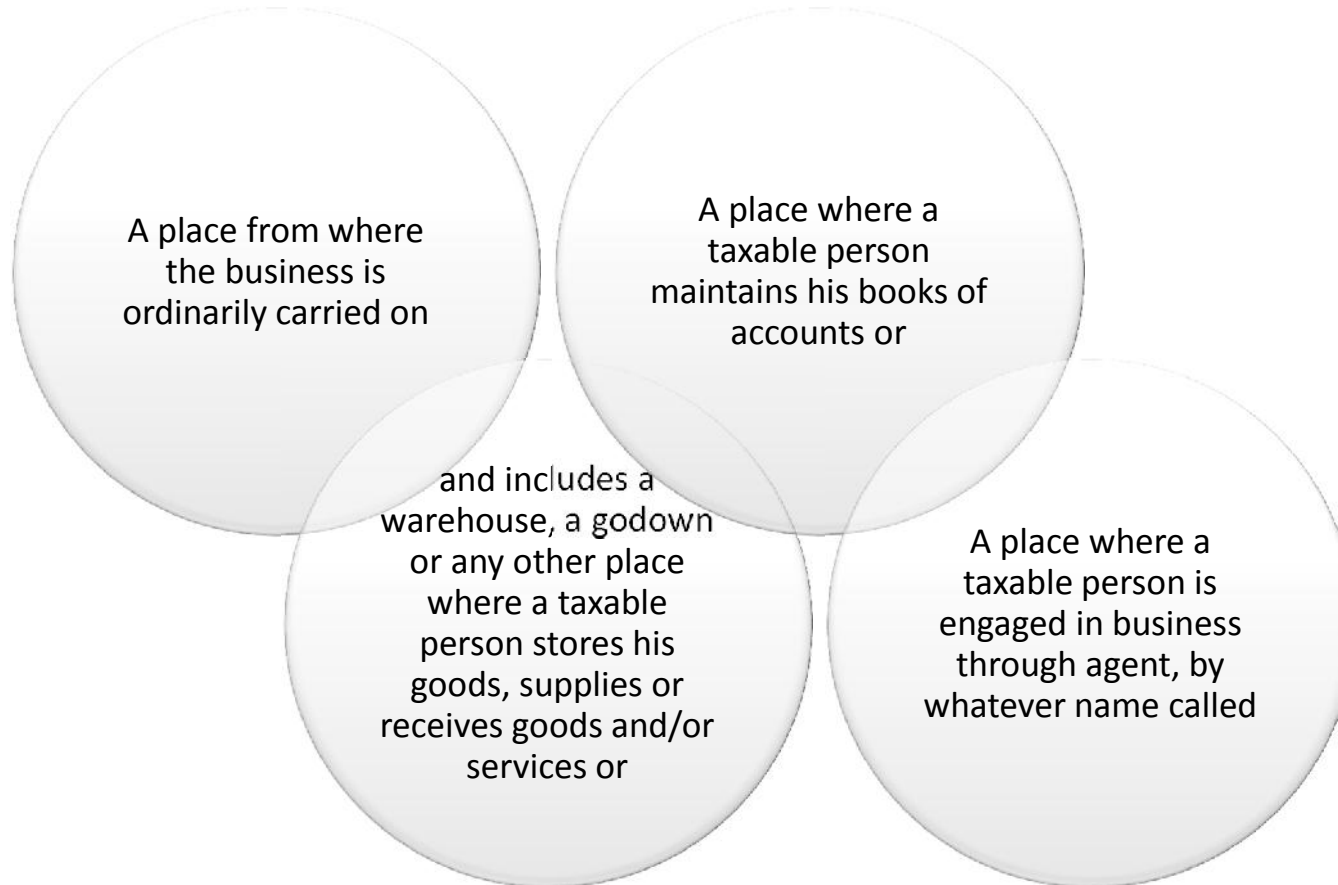 A place from where
the business is
ordinarily carried on
and includes a
warehouse, a godown
or any other place
where a taxable
person stores his
goods, supplies or
receives goods and/or
services or
A place where a
taxable person
maintains his books of
accounts or
A place where a
taxable person is
engaged in business
through agent, by
whatever name called